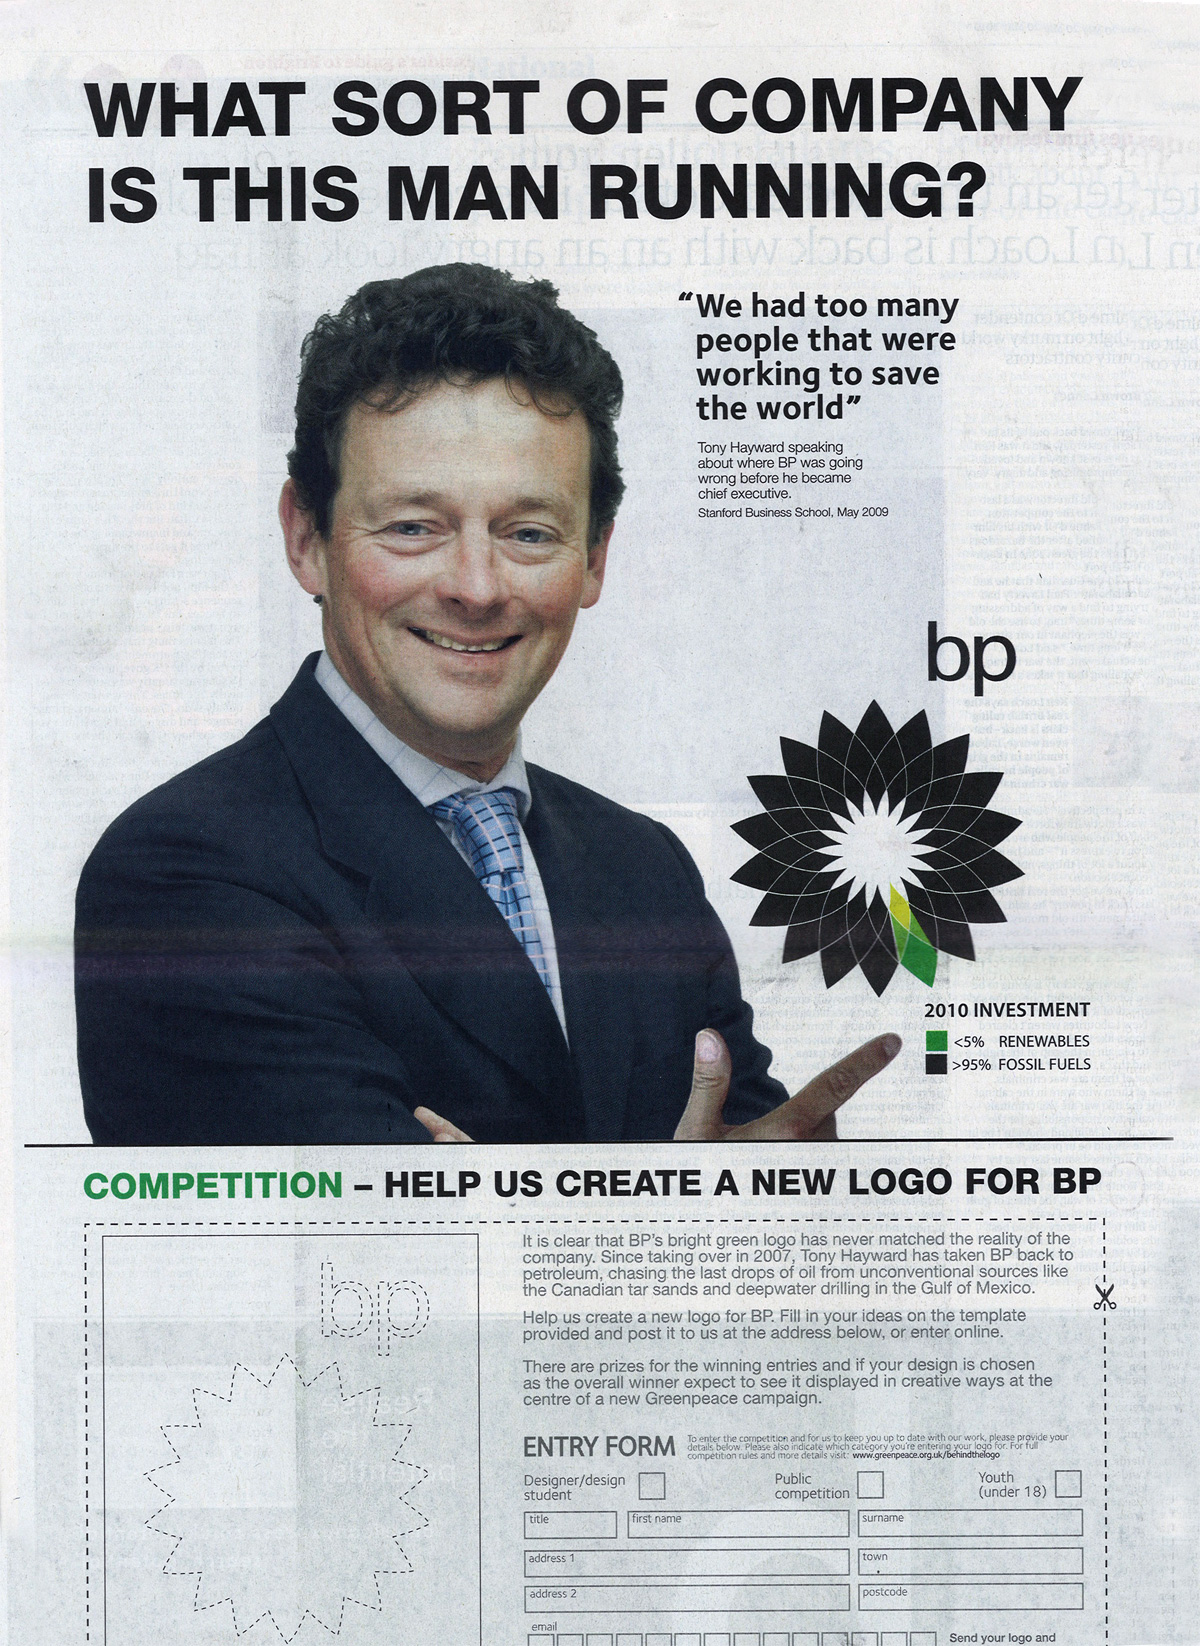 WHAT SORT OF COMPANY
IS THIS MAN RUNNING?
“We had too many
people that were
working to save
the world”
Tony Hayward speaking
about where BP was going
wrong before he became
chief executive.
Stanford Business School, May 2009
bp
2010 INVESTMENT
<5% RENEWABLES
>95% FOSSIL FUELS
COMPETITION – HELP US CREATE A NEW LOGO FOR BP
bp
It is clear that BP’s bright green logo has never matched the reality of the
company. Since taking over in 2007, Tony Hayward has taken BP back to
petroleum, chasing the last drops of oil from unconventional sources like
the Canadian tar sands and deepwater drilling in the Gulf of Mexico.
Help us create a new logo for BP. Fill in your ideas on the template
provided and post it to us at the address below, or enter online.
There are prizes for the winning entries and if your design is chosen
as the overall winner expect to see it displayed in creative ways at the
centre of a new Greenpeace campaign.
ENTRY FORM
To enter the competition and for us to keep you up to date with our work, please provide your
details below. Please also indicate which category you're entering your logo for. For full
competition rules and more details visit: www.greenpeace.org.uk/behindthelogo
Designer/design
student
Public
competition
Youth
(under 18)
title
first name
surname
address 1
town
address 2
postcode
email
Send your logo and